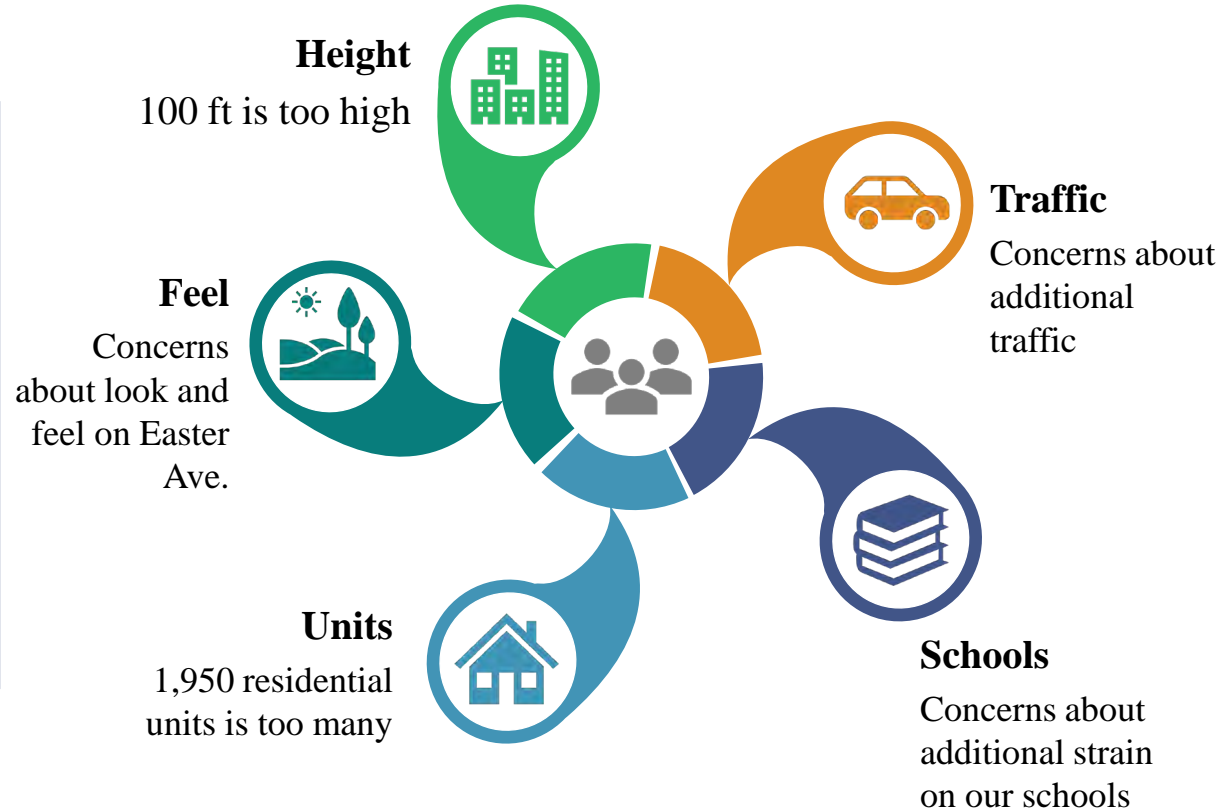 Height
100 ft is too high
Traffic
Concerns about
additional
traffic
Feel
Concerns
about look and
feel on Easter
Ave.
Units
1,950 residential
units is too many
Schools
Concerns about
additional strain
on our schools